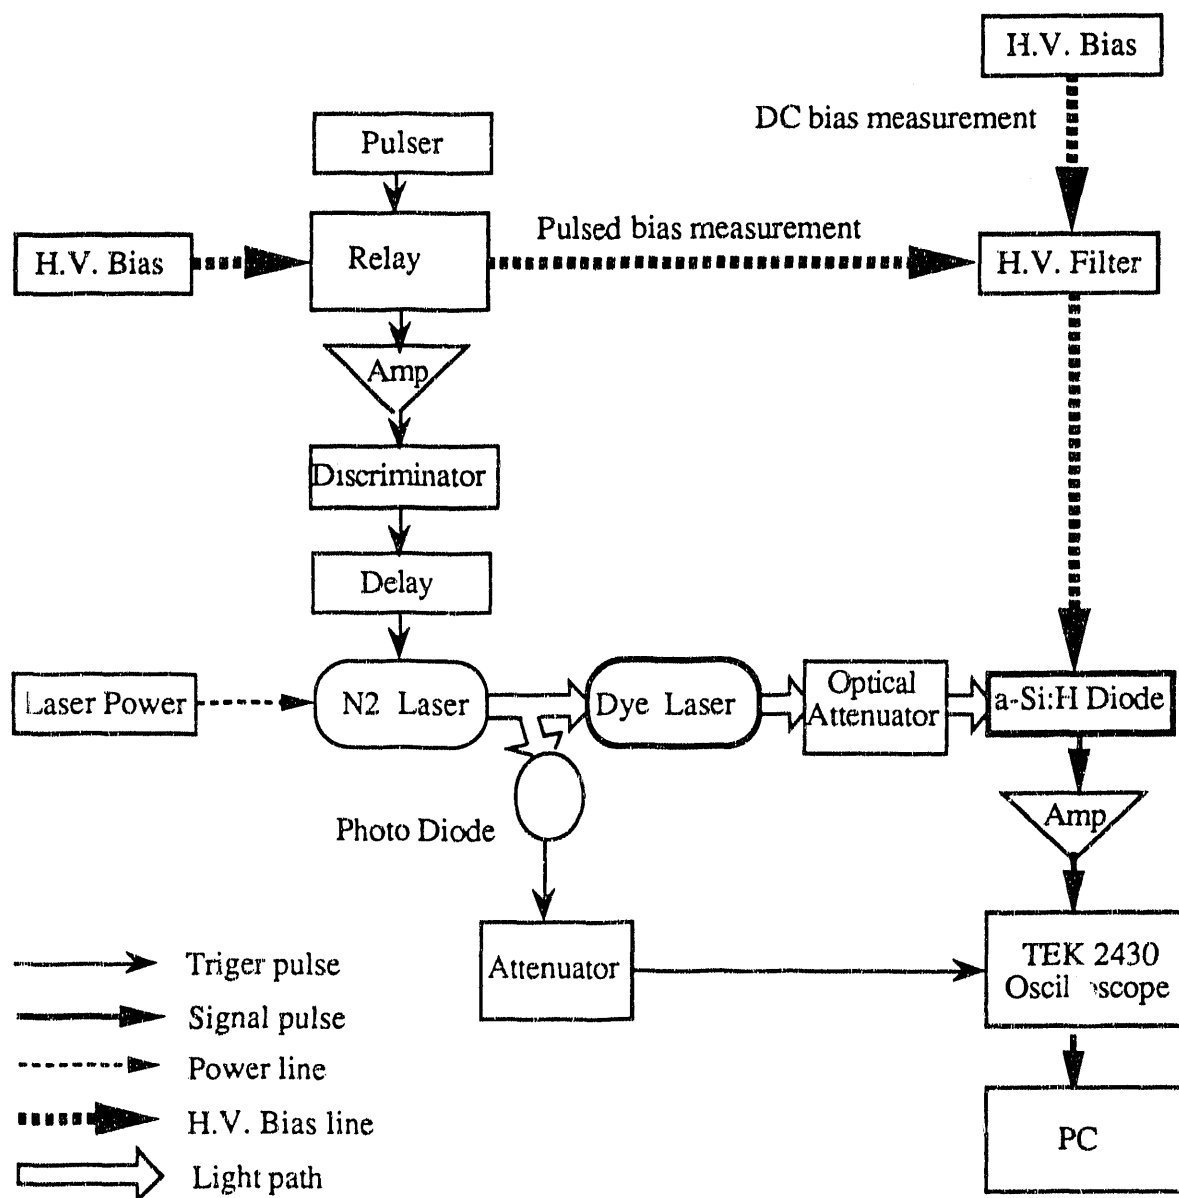 H.V. Bias
DC bias measurement
Pulser
Pulsed bias measurement
H.V. Bias
Relay
H.V. Filter
Amp
Discriminator
Delay
Laser Power
N2 Laser
Dye Laser
Optical
Attenuator
a-Si:H Diode
Photo Diode
Amp
Attenuator
TEK 2430
Triger pulse
Signal pulse
Power line
H.V. Bias line
PC
Light path